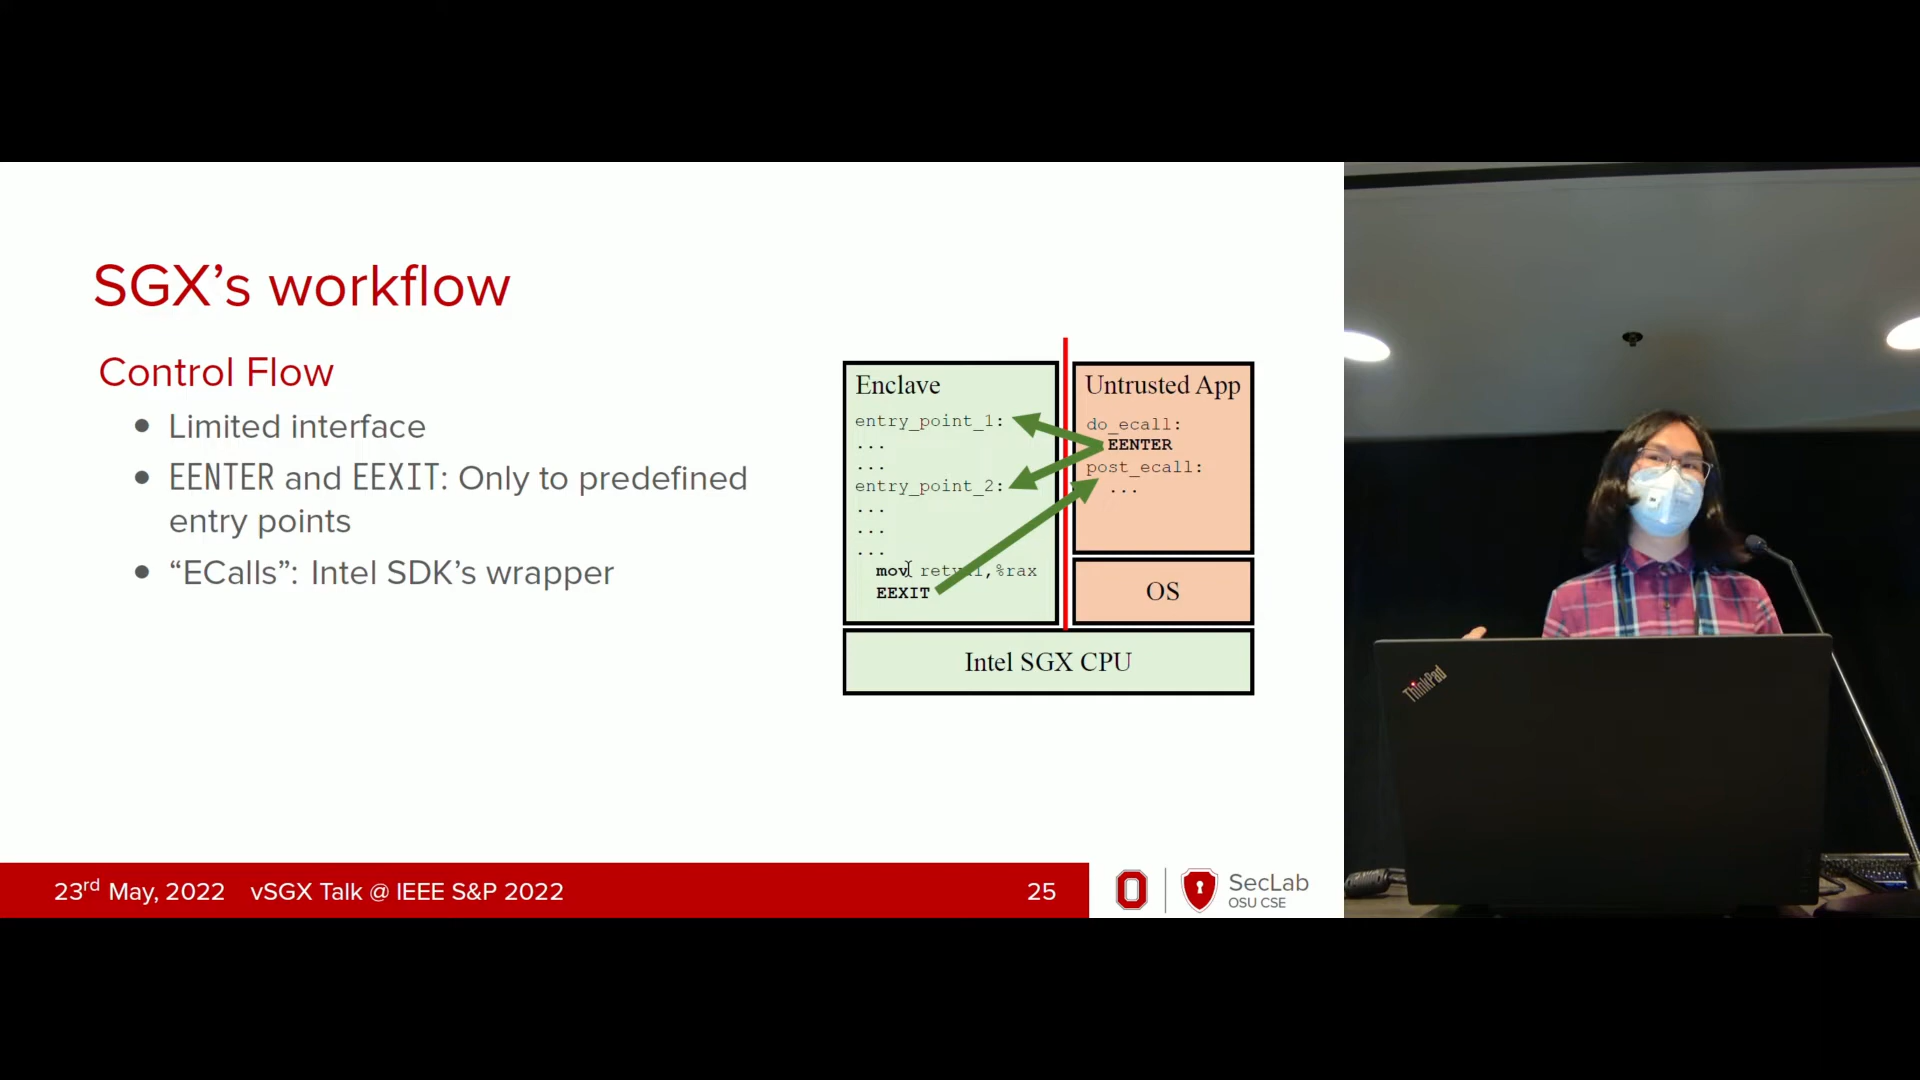 SGX’s workflow
Control Flow
Limited interface
EENTER and EEXIT: Only to predefined
entry points
“ECalls”: Intel SDK’s wrapper
Enclave
entry_point_1:
...
...
entry_point_2:
...
...
...
mov retval,%rax
EEXIT
Untrusted App
do_ecall:
EENTER
post_ecall:
...
OS
Intel SGX CPU
23rd May, 2022 vSGX Talk @ IEEE S&P 2022
25
SecLab
OSU CSE
ThinkPad